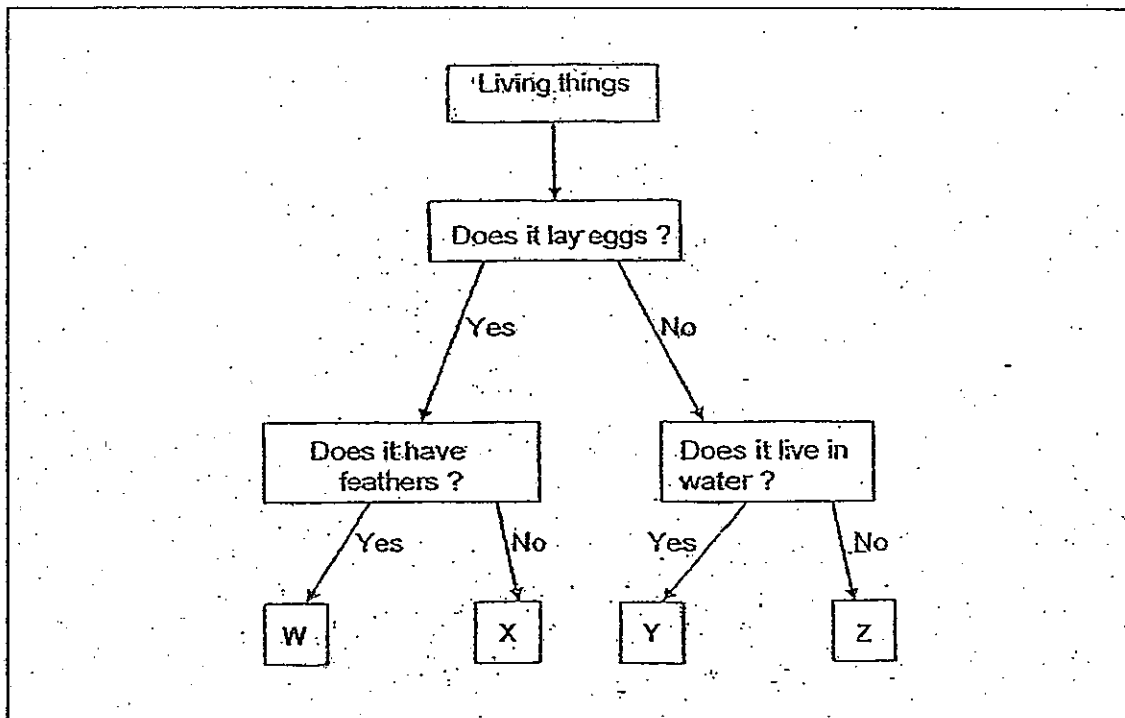 Living things
Does it lay eggs ?
Yes
No
Does it have
feathers ?
Does it live in
water ?
Yes
No
Yes
No
W
X
Y
Z